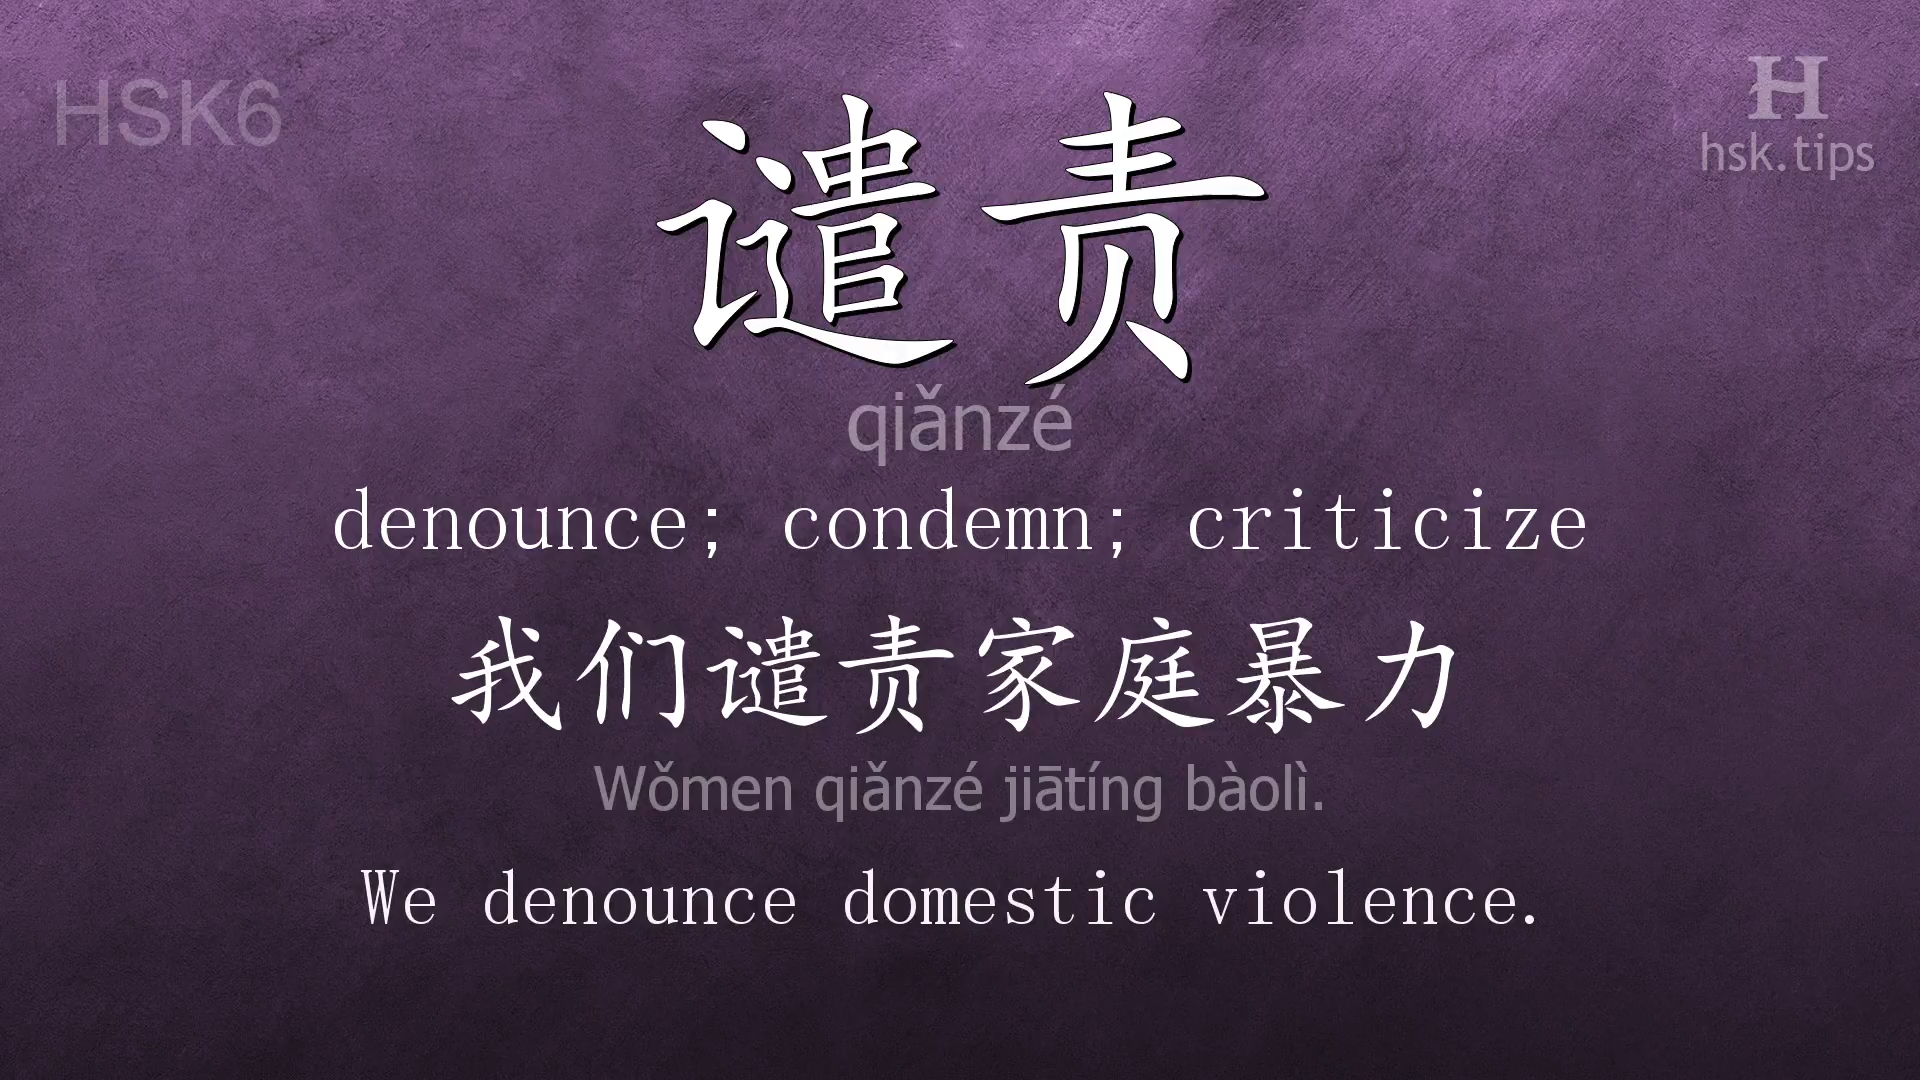 HSK6
H
hsk.tips
谴责
qiǎnzé
denounce; condemn; criticize
我们谴责家庭暴力
Wǒmen qiǎnzé jiātíng bàolì.
We denounce domestic violence.